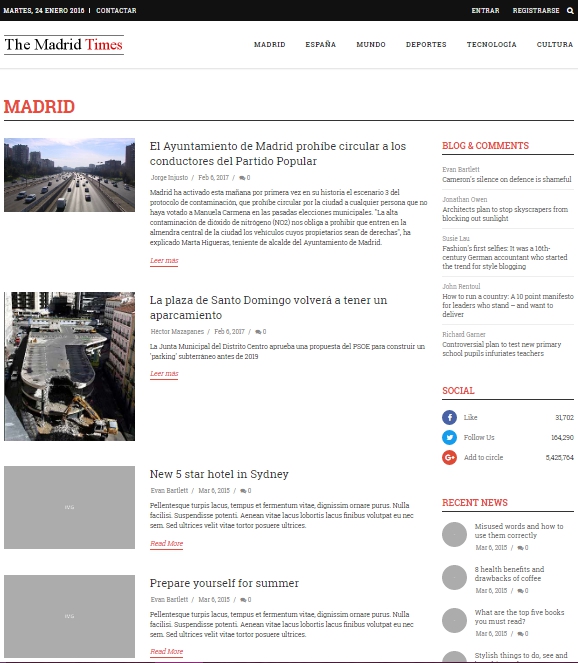 MARTES, 24 ENERO 2016 | CONTACTAR
ENTRAR REGISTRARSE
The Madrid Times
MADRID ESPAÑA MUNDO DEPORTES TECNOLOGÍA CULTURA
MADRID
El Ayuntamiento de Madrid prohíbe circular a los
conductores del Partido Popular
Jorge Injusto / Feb 6, 2017 / 0
Madrid ha activado esta mañana por primera vez en su historia el escenario 3 del
protocolo de contaminación, que prohíbe circular por la ciudad a cualquier persona que no
haya votado a Manuela Carmena en las pasadas elecciones municipales. "La alta
contaminación de dióxido de nitrógeno (NO2) nos obliga a prohibir que entren en la
almendra central de la ciudad los vehículos cuyos propietarios sean de derechas", ha
explicado Marta Higueras, teniente de alcalde del Ayuntamiento de Madrid.
Leer más
La plaza de Santo Domingo volverá a tener un
aparcamiento
Héctor Mazapanes / Feb 6, 2017 / 0
La Junta Municipal del Distrito Centro aprueba una propuesta del PSOE para construir un
'parking' subterráneo antes de 2019
Leer más
New 5 star hotel in Sydney
Evan Bartlett / Mar 6, 2015 / 0
Pellentesque turpis lacus, tempus et fermentum vitae, dignissim ornare purus. Nulla
facilisi. Suspendisse potenti. Aenean vitae lacus lobortis lacus finibus volutpat eu nec
sem. Sed ultrices velit vitae tortor posuere ultrices.
Read More
Prepare yourself for summer
Evan Bartlett / Mar 6, 2015 / 0
Pellentesque turpis lacus, tempus et fermentum vitae, dignissim ornare purus. Nulla
facilisi. Suspendisse potenti. Aenean vitae lacus lobortis lacus finibus volutpat eu nec
sem. Sed ultrices velit vitae tortor posuere ultrices.
Read More
BLOG & COMMENTS
Evan Bartlett
Cameron's silence on defence is shameful
Jonathan Owen
Architects plan to stop skyscrapers from
blocking out sunlight
Susie Lau
Fashion's first selfies: It was a 16th-
century German accountant who started
the trend for style blogging
John Rentoul
How to run a country: A 10 point manifesto
for leaders who stand – and want to
deliver
Richard Garner
Controversial plan to test new primary
school pupils infuriates teachers
SOCIAL
Like 31,702
Follow Us 164,290
Add to circle 5,425,764
RECENT NEWS
Misused words and how to
use them correctly
Mar 6, 2015 / 0
8 health benefits and
drawbacks of coffee
Mar 6, 2015 / 0
What are the top five books
you must read?
Mar 6, 2015 / 0
Stylish things to do, see and